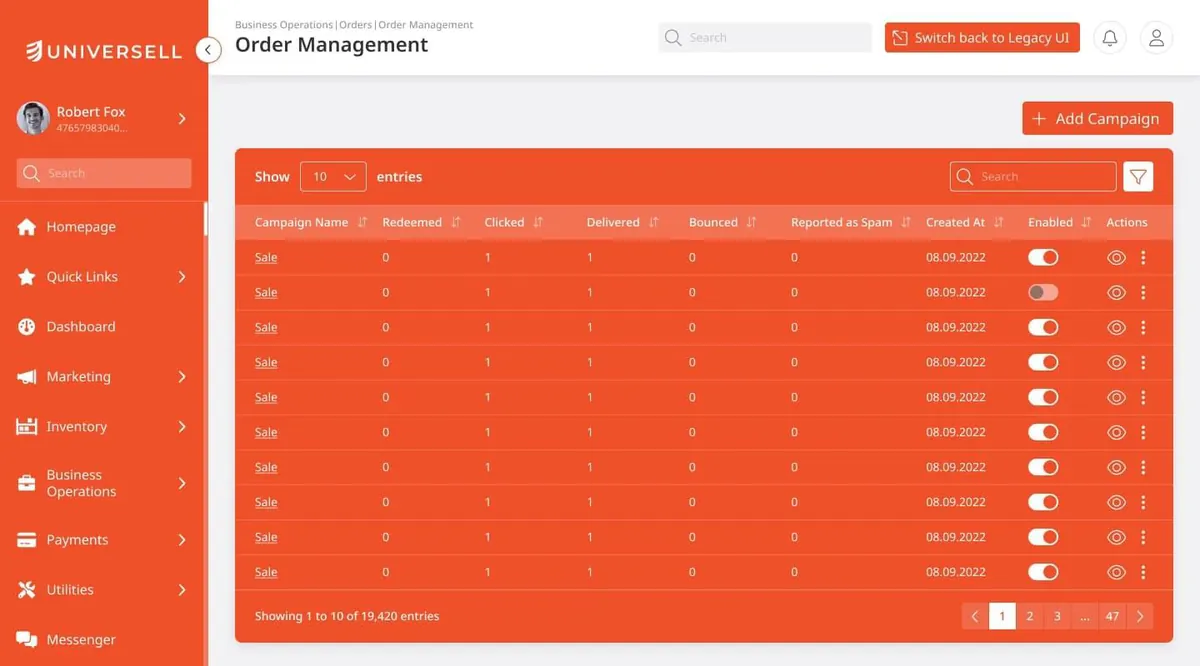 UNIVERSELL
Robert Fox
47657983040...
Search
Homepage
Quick Links
Dashboard
Marketing
Inventory
Business
Operations
Payments
Utilities
Messenger
Business Operations | Orders | Order Management
Order Management
Search
Switch back to Legacy UI
+ Add Campaign
Show 10 entries
Search
Campaign Name Redeemed Clicked Delivered Bounced Reported as Spam Created At Enabled Actions
Sale 0 1 1 0 0 08.09.2022
Sale 0 1 1 0 0 08.09.2022
Sale 0 1 1 0 0 08.09.2022
Sale 0 1 1 0 0 08.09.2022
Sale 0 1 1 0 0 08.09.2022
Sale 0 1 1 0 0 08.09.2022
Sale 0 1 1 0 0 08.09.2022
Sale 0 1 1 0 0 08.09.2022
Sale 0 1 1 0 0 08.09.2022
Sale 0 1 1 0 0 08.09.2022
Showing 1 to 10 of 19,420 entries
1 2 3 ... 47